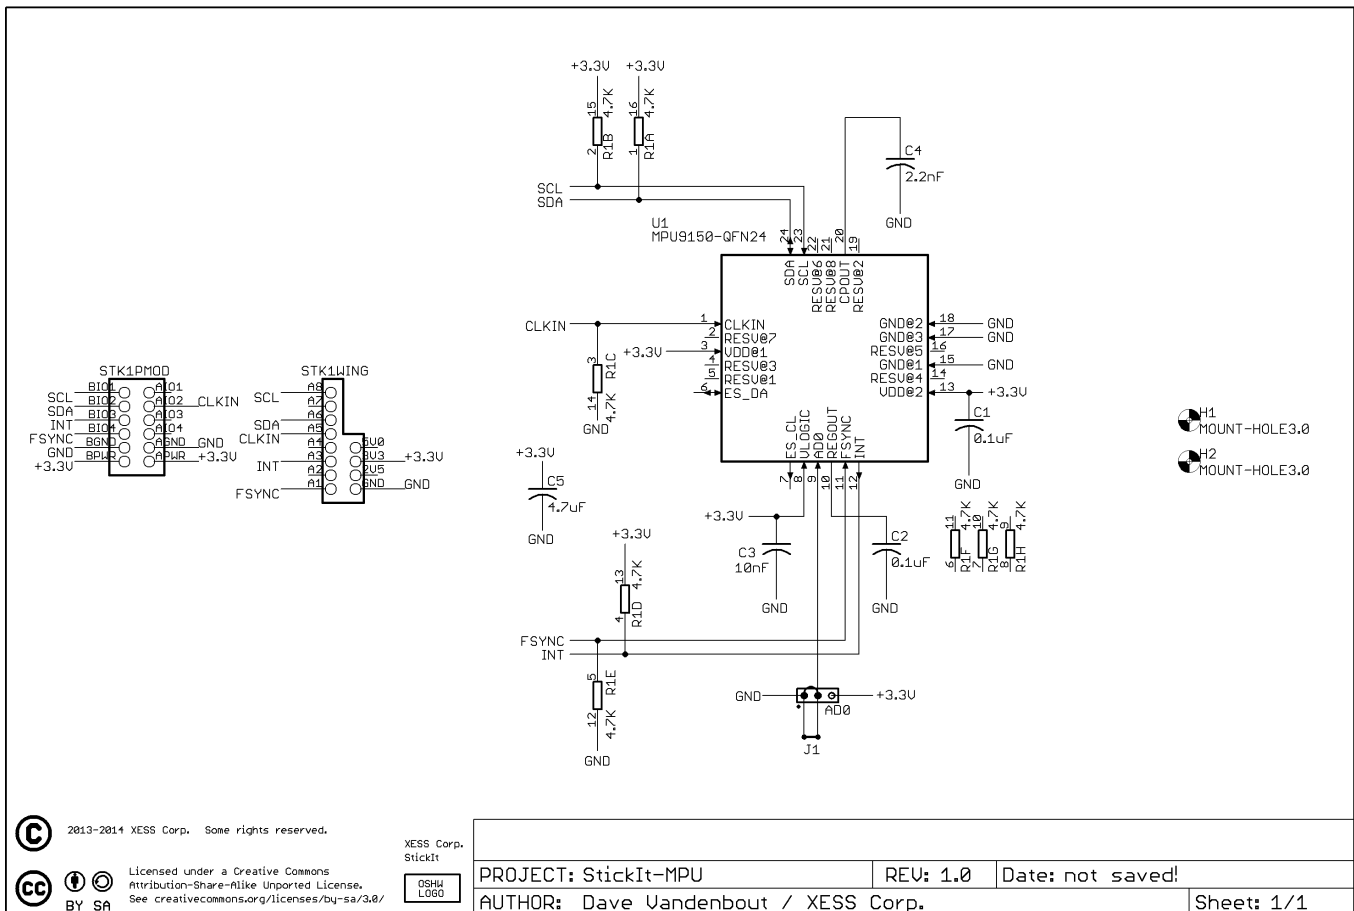 +3.3V
+3.3V
15
4.7K
R1B
2
16
4.7K
R1A
1
C4
2.2nF
GND
SCL
SDA
U1
MPU9150-QFN24
24
23
22
21
20
19
SDA
SCL
RESV@6
RESV@8
CPOUT
RESV@2
CLKIN
1
CLKIN
2
RESV@7
+3.3V
3
VDD@1
4
RESV@3
5
RESV@1
6
ES_DA
GND@2
18
GND
GND@3
17
GND
RESV@5
16
GND@1
15
GND
RESV@4
14
VDD@2
13
+3.3V
3
R1C
14
4.7K
GND
ES_CL
VLOGIC
AD0
REGOUT
FSYNC
INT
7
8
9
10
11
12
C1
0.1uF
GND
STK1PMOD
SCL
BIO1
AIO1
SDA
BIO2
AIO2
CLKIN
INT
BIO3
AIO3
FSYNC
BIO4
AIO4
GND
BGND
AGND
GND
+3.3V
BPWR
APWR
+3.3V
STK1WING
SCL
A8
A7
SDA
A6
CLKIN
A5
A4
5V0
INT
A3
3V3
+3.3V
A2
2V5
FSYNC
A1
GND
GND
H1
MOUNT-HOLE3.0
H2
MOUNT-HOLE3.0
+3.3V
C5
4.7uF
GND
+3.3V
C3
10nF
GND
C2
0.1uF
GND
11
4.7K
6
R1F
10
4.7K
7
R1G
9
4.7K
8
R1H
+3.3V
13
4.7K
4
R1D
FSYNC
INT
5
R1E
12
4.7K
GND
GND
+3.3V
AD0
J1
C
2013-2014 XESS Corp. Some rights reserved.
XESS Corp.
StickIt
cc
BY SA
Licensed under a Creative Commons
Attribution-Share-Alike Unported License.
See creativecommons.org/licenses/by-sa/3.0/
OSHW
LOGO
PROJECT: StickIt-MPU
REV: 1.0
Date: not saved!
AUTHOR: Dave Vandenbout / XESS Corp.
Sheet: 1/1